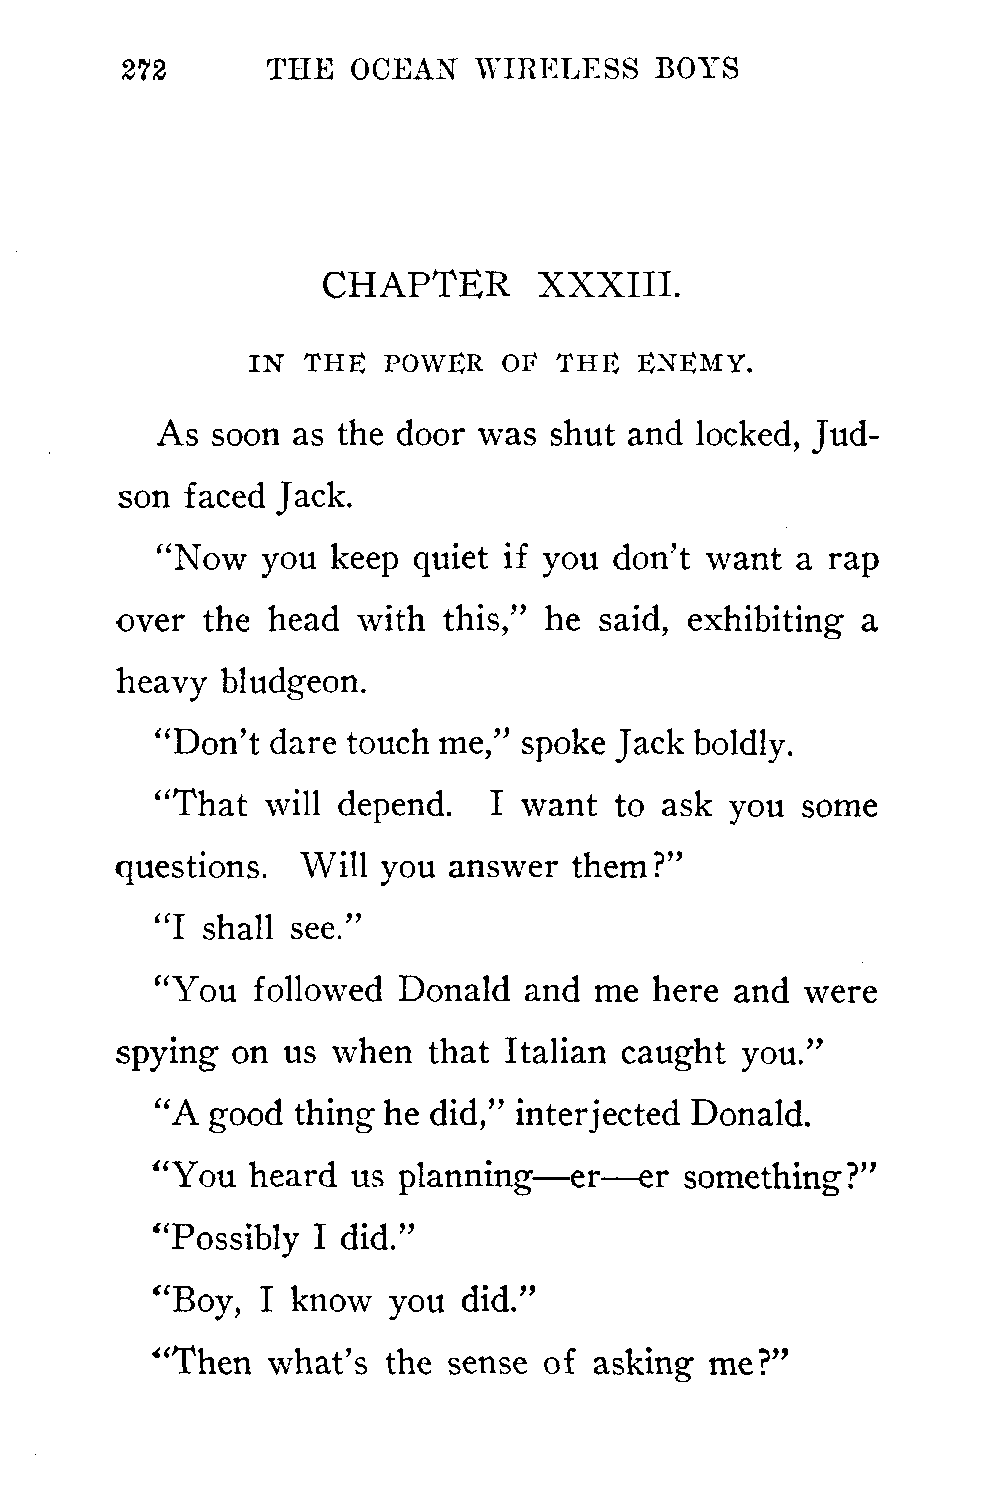 272 THE OCEAN WIRELESS BOYS
CHAPTER XXXIII.
IN THE POWER OF THE ENEMY.
As soon as the door was shut and locked, Jud-
son faced Jack.
“Now you keep quiet if you don’t want a rap
over the head with this,” he said, exhibiting a
heavy bludgeon.
“Don’t dare touch me,” spoke Jack boldly.
“That will depend. I want to ask you some
questions. Will you answer them?”
“I shall see.”
“You followed Donald and me here and were
spying on us when that Italian caught you.”
“A good thing he did,” interjected Donald.
“You heard us planning—er—er something?”
“Possibly I did.”
“Boy, I know you did.”
“Then what’s the sense of asking me?”